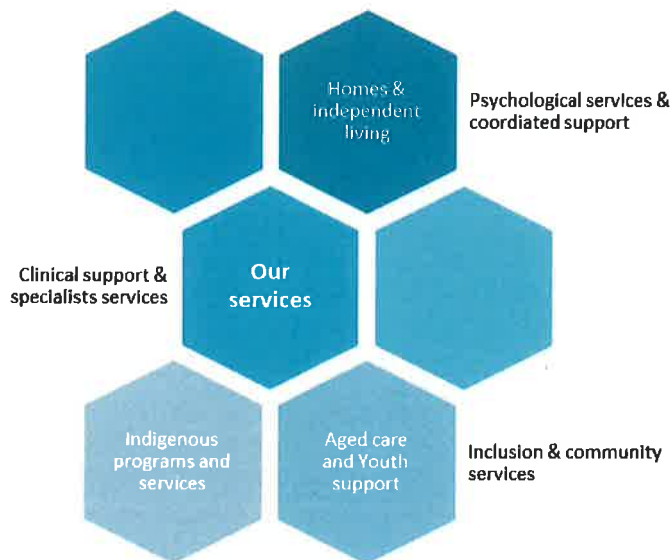 Homes &
independent
living
Psychological services &
coordiated support
Clinical support &
specialists services
Our
services
Indigenous
programs and
services
Aged care
and Youth
support
Inclusion & community
services